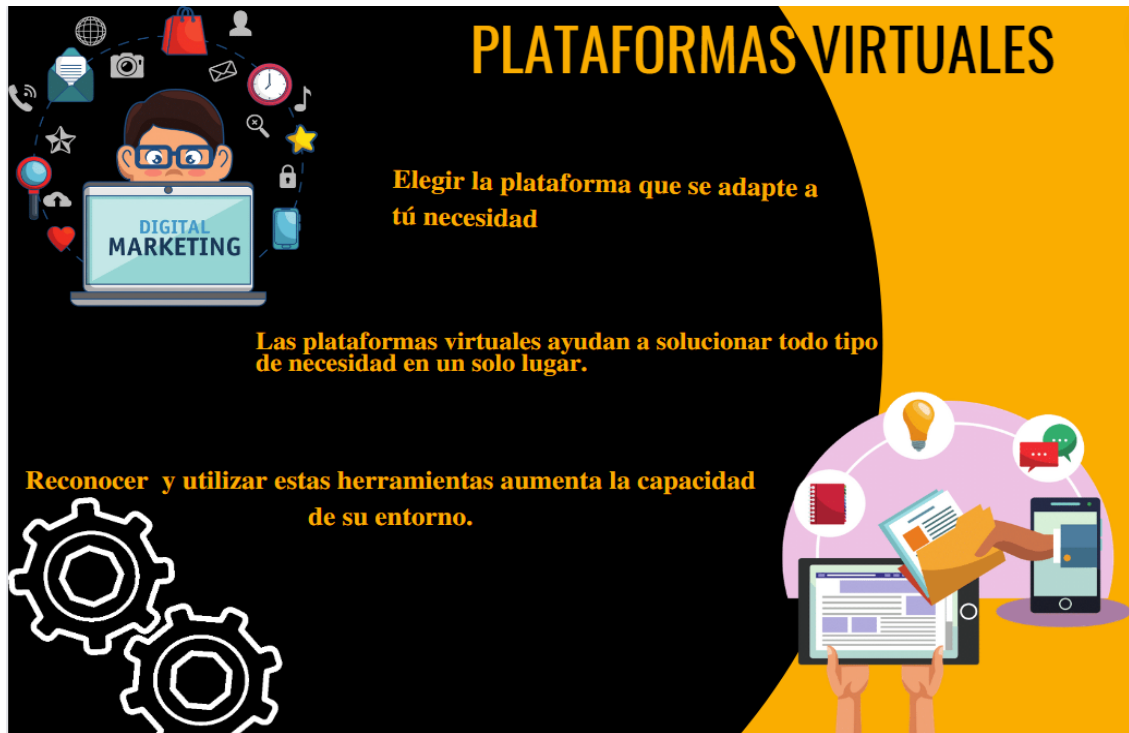 PLATAFORMAS VIRTUALES
DIGITAL
MARKETING
Elegir la plataforma que se adapte a
tú necesidad
Las plataformas virtuales ayudan a solucionar todo tipo
de necesidad en un solo lugar.
Reconocer y utilizar estas herramientas aumenta la capacidad
de su entorno.